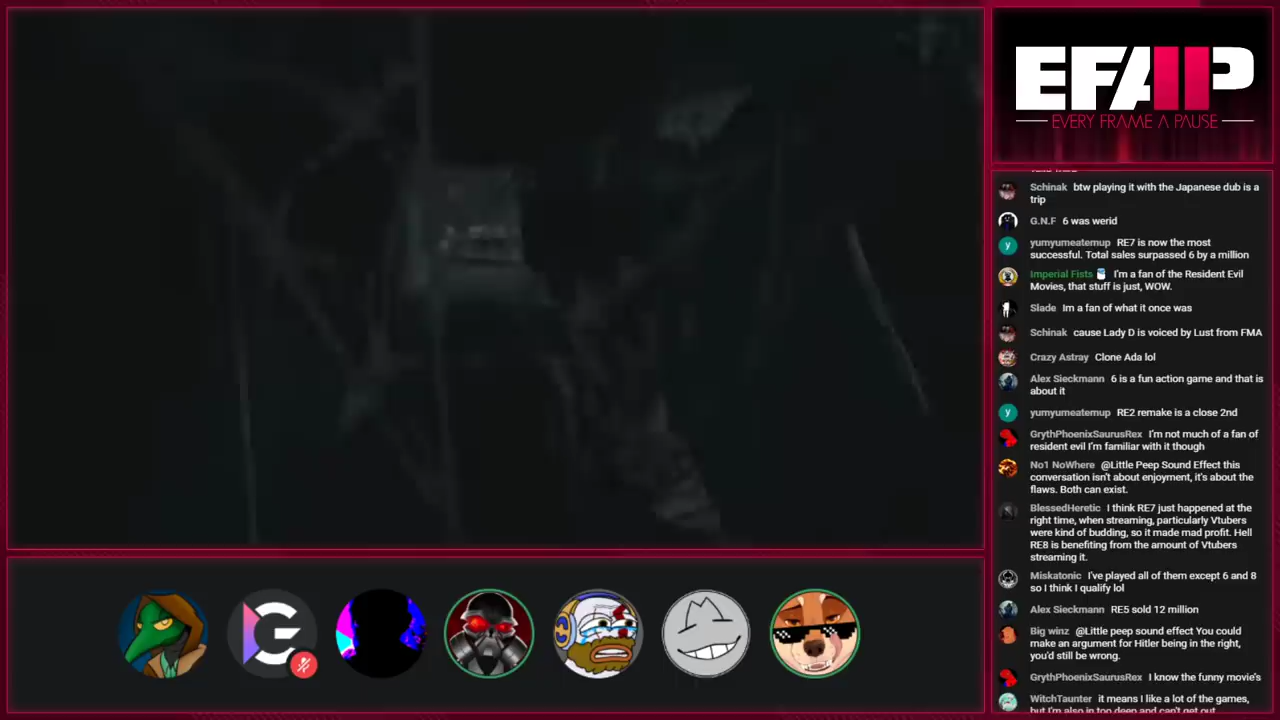 EFAP
EVERY FRAME A PAUSE
Schinak btw playing it with the Japanese dub is a
trip
G.N.F 6 was werid
yumyumeatemup RE7 is now the most
successful. Total sales surpassed 6 by a million
Imperial Fists I'm a fan of the Resident Evil
Movies, that stuff is just, WOW.
Slade Im a fan of what it once was
Schinak cause Lady D is voiced by Lust from FMA
Crazy Astray Clone Ada lol
Alex Sieckmann 6 is a fun action game and that is
about it
yumyumeatemup RE2 remake is a close 2nd
GrythPhoenixSaurusRex I'm not much of a fan of
resident evil I'm familiar with it though
No1 NoWhere @Little Peep Sound Effect this
conversation isn't about enjoyment, it's about the
flaws. Both can exist.
BlessedHeretic I think RE7 just happened at the
right time, when streaming, particularly Vtubers
were kind of budding, so it made mad profit. Hell
RE8 is benefiting from the amount of Vtubers
streaming it.
Miskatonic I've played all of them except 6 and 8
so I think I qualify lol
Alex Sieckmann RE5 sold 12 million
Big winz @Little peep sound effect You could
make an argument for Hitler being in the right,
you'd still be wrong.
GrythPhoenixSaurusRex I know the funny movie's
WitchTaunter it means I like a lot of the games,
but I'm also in too deep and can't get out